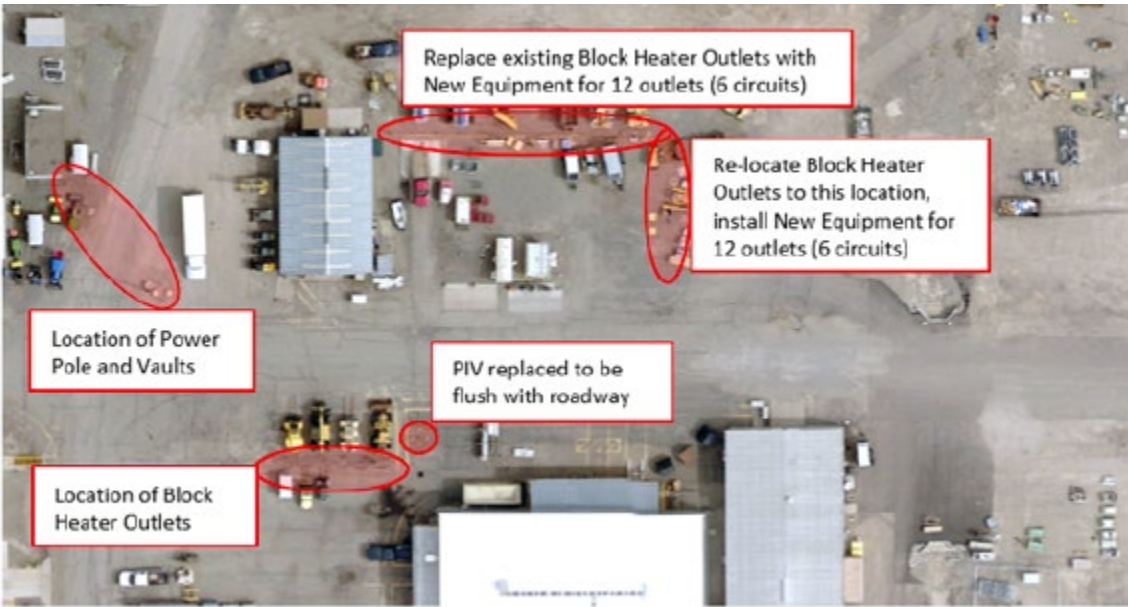 Replace existing Block Heater Outlets with
New Equipment for 12 outlets (6 circuits)
Re-locate Block Heater
Outlets to this location,
install New Equipment for
12 outlets (6 circuits)
Location of Power
Pole and Vaults
PIV replaced to be
flush with roadway
Location of Block
Heater Outlets